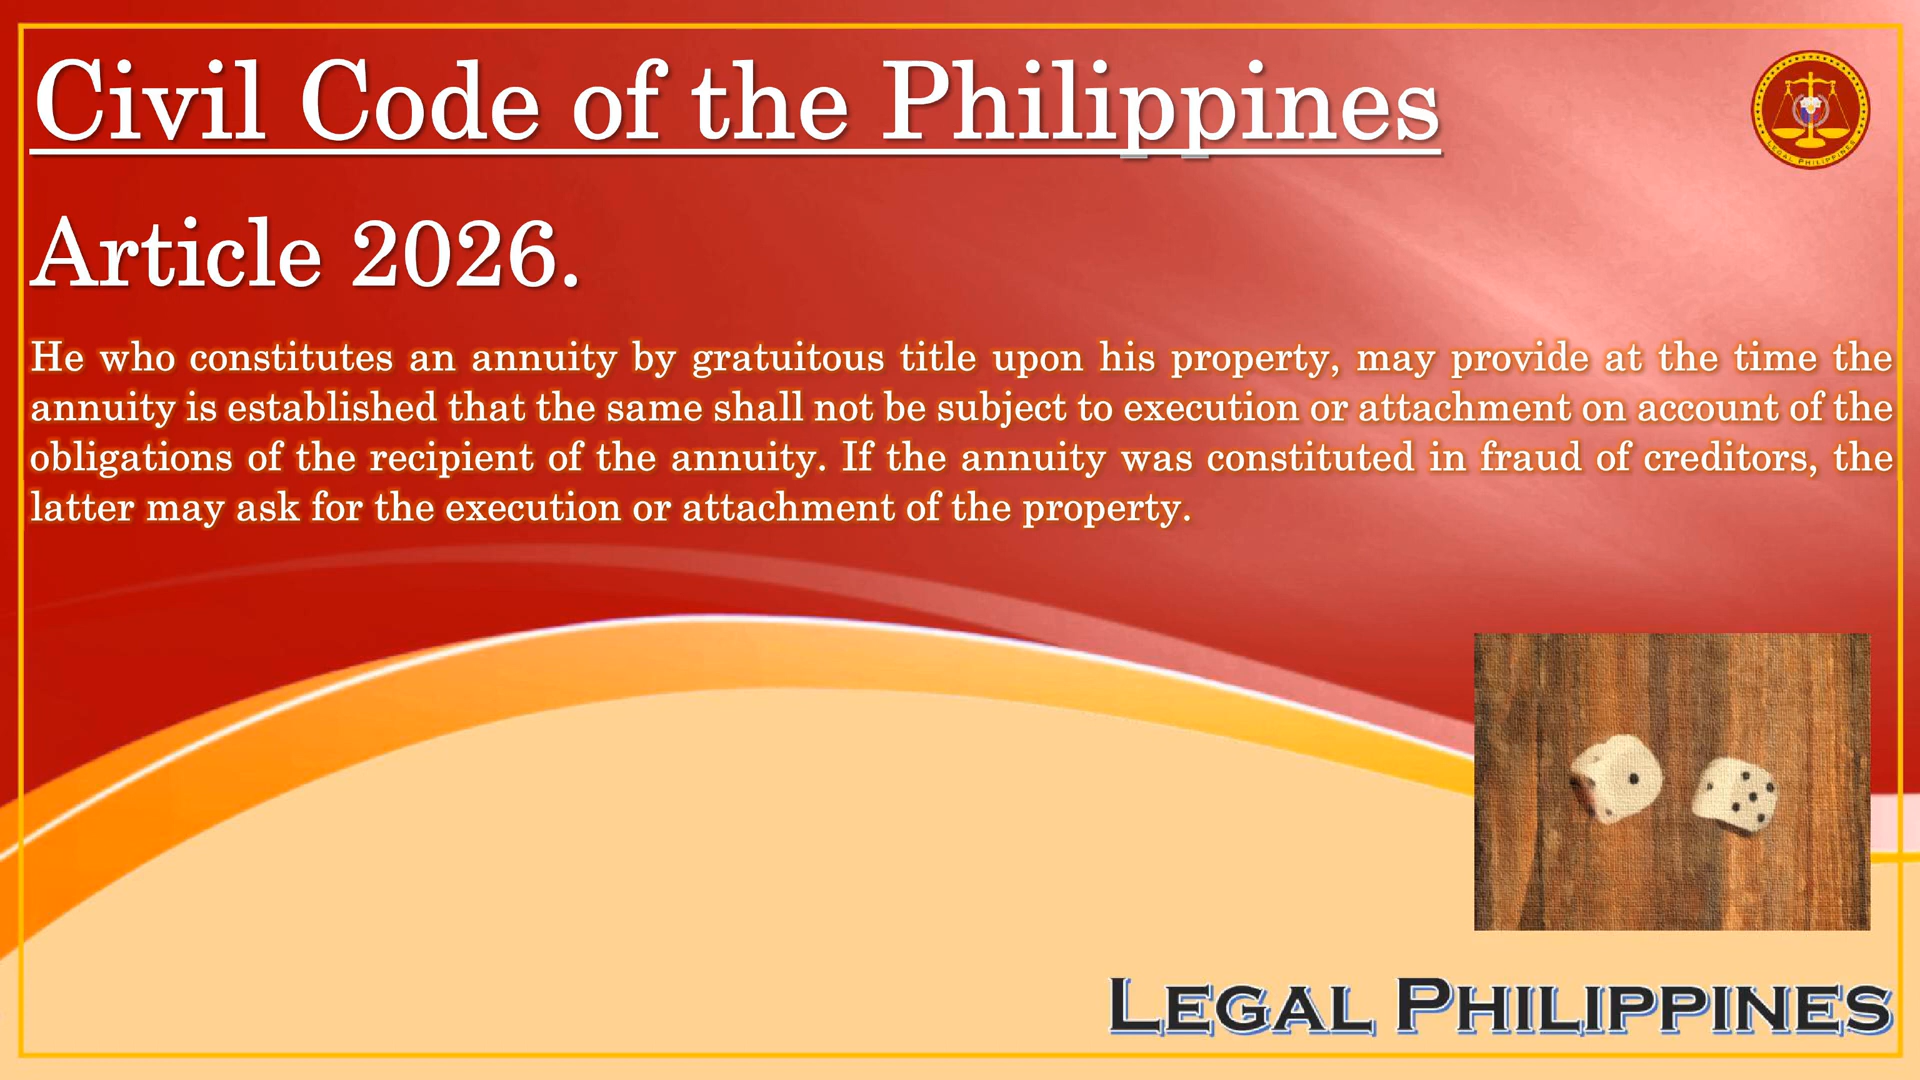 Civil Code of the Philippines
LEGAL PHILIPPINES
Article 2026.
He who constitutes an annuity by gratuitous title upon his property, may provide at the time the
annuity is established that the same shall not be subject to execution or attachment on account of the
obligations of the recipient of the annuity. If the annuity was constituted in fraud of creditors, the
latter may ask for the execution or attachment of the property.
LEGAL PHILIPPINES